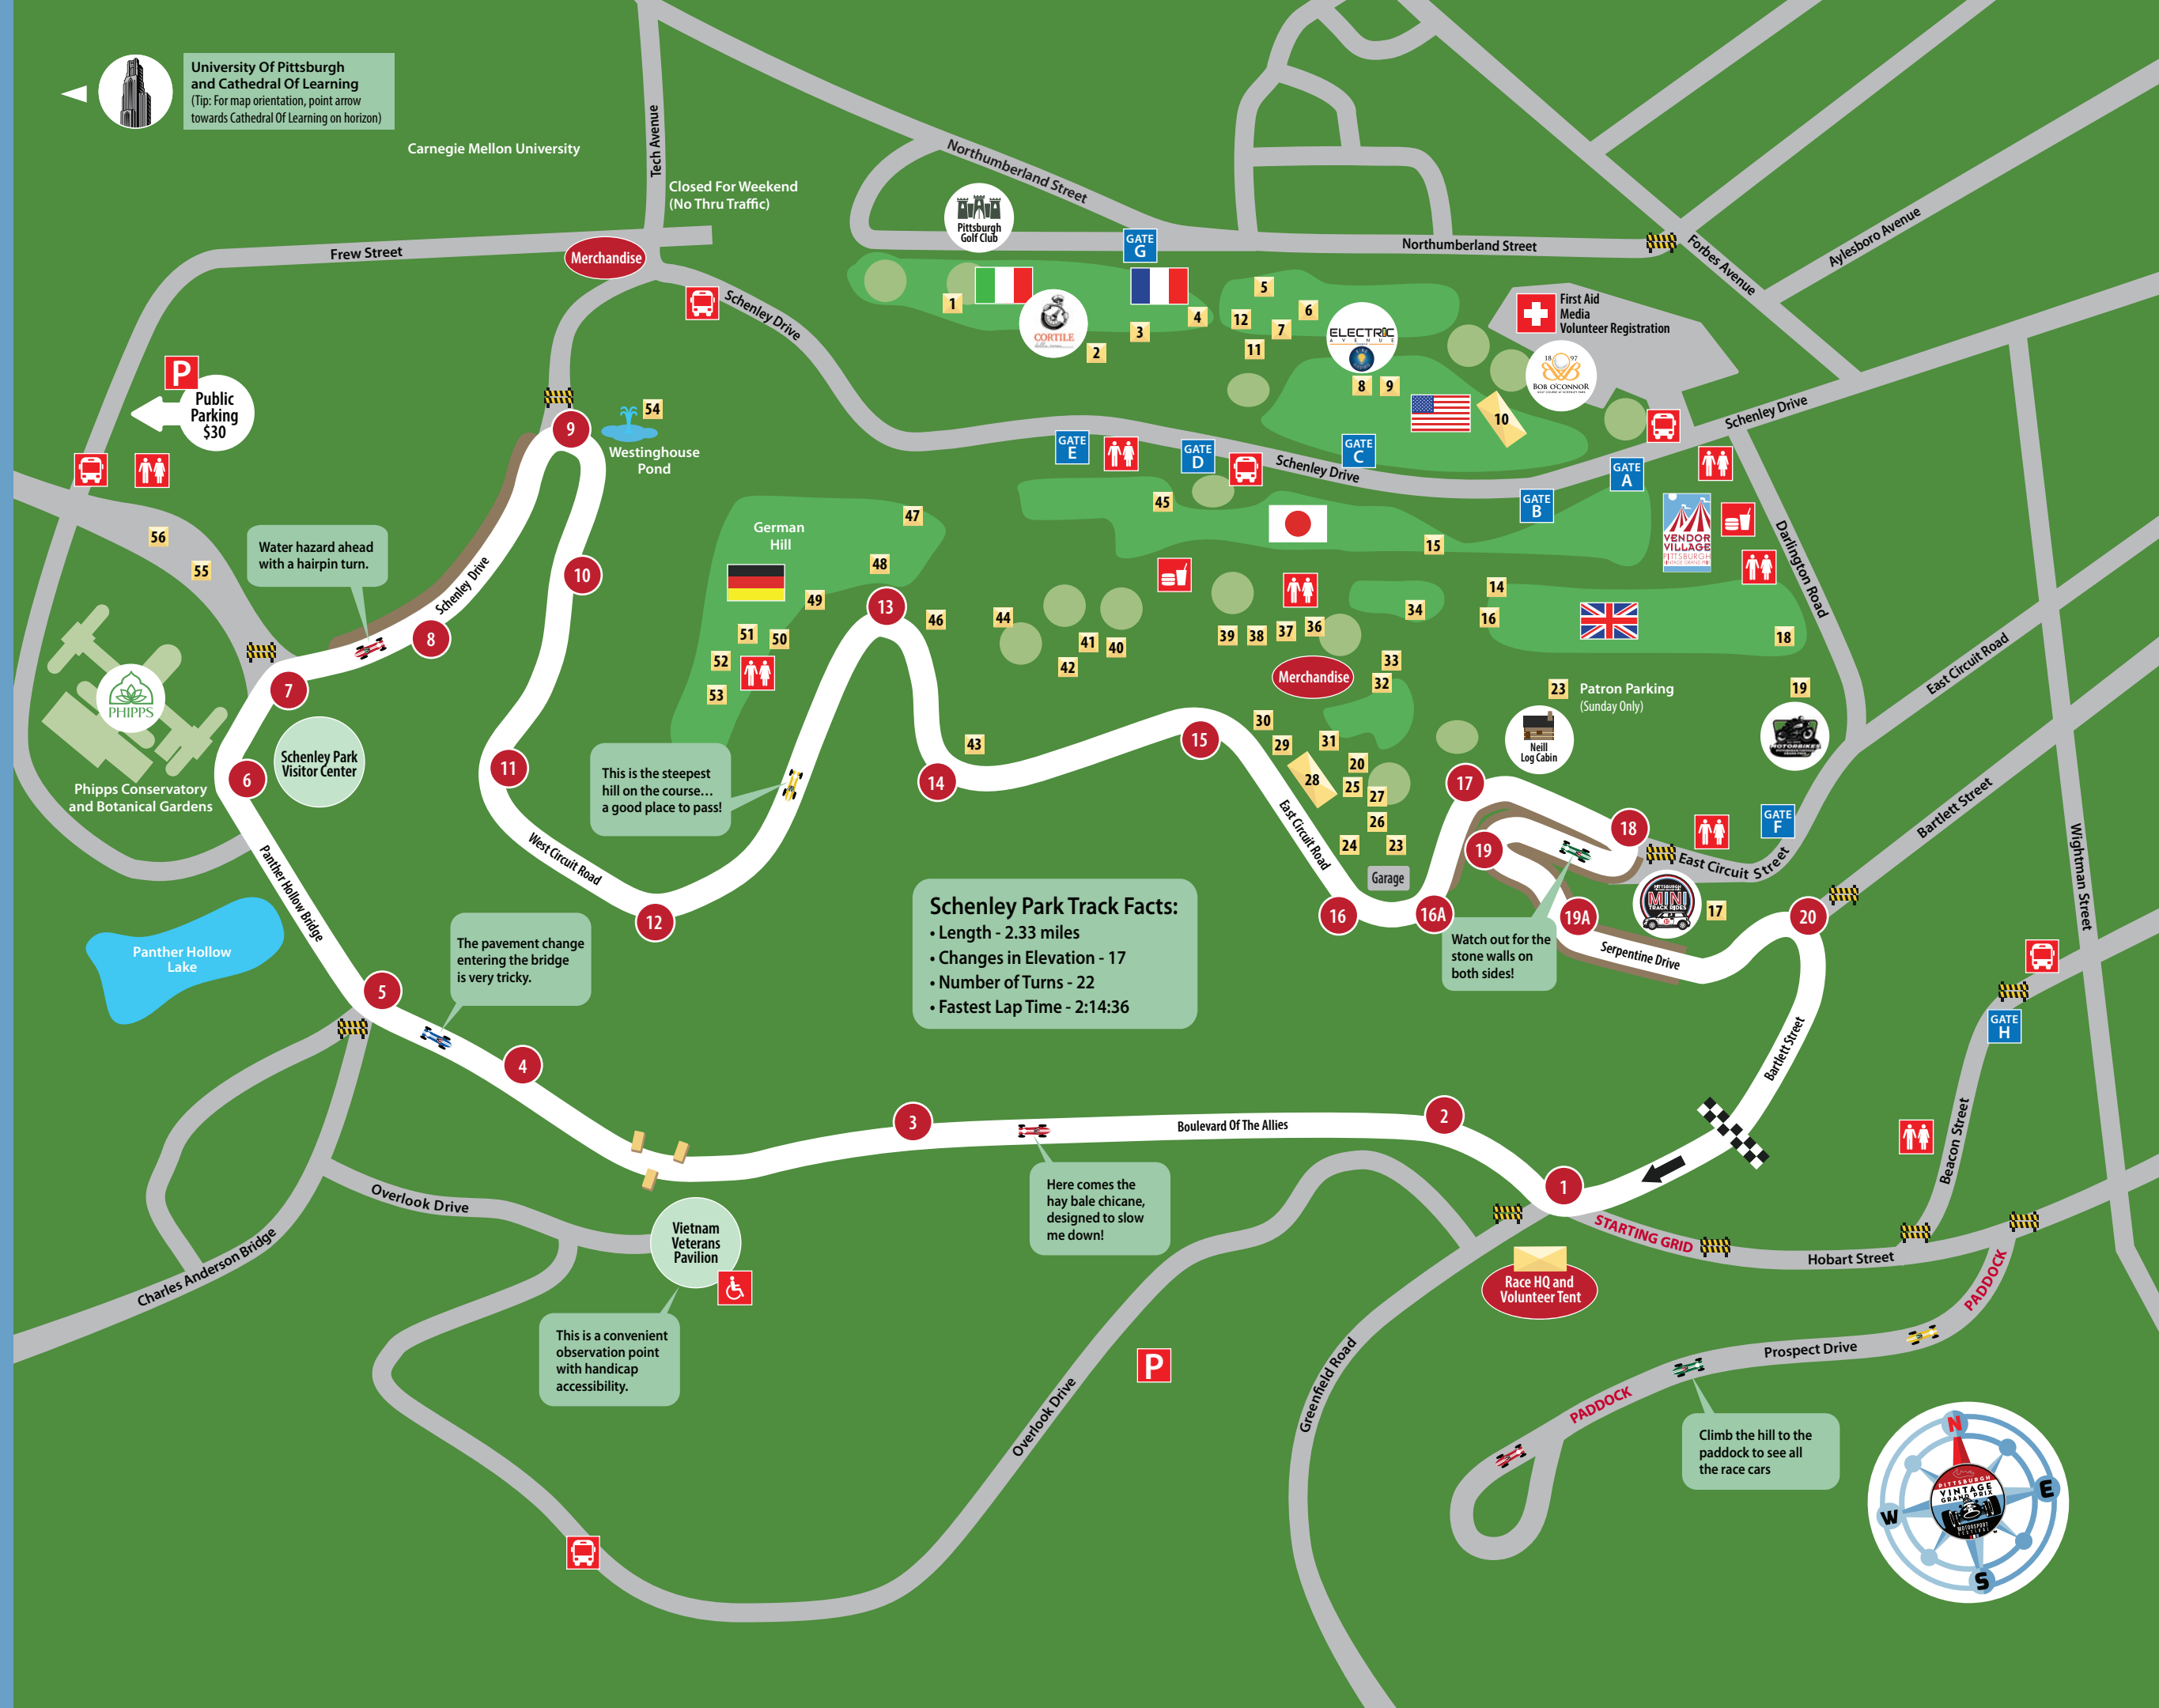 University Of Pittsburgh
and Cathedral Of Learning
(Tip: For map orientation, point arrow
towards Cathedral Of Learning on horizon)
Carnegie Mellon University
Tech Avenue
Closed For Weekend
(No Thru Traffic)
Northumberland Street
Pittsburgh
Golf Club
GATE
G
Northumberland Street
Forbes Avenue
Aylesboro Avenue
Frew Street
Merchandise
Schenley Drive
1
CORTILE
2
3
4
5
6
7
12
11
ELECTRIC
AVENUE
8
9
10
First Aid
Media
Volunteer Registration
18 97
BOB O'CONNOR
P
Public
Parking
$30
9
54
Westinghouse
Pond
GATE
E
GATE
D
GATE
C
Schenley Drive
Schenley Drive
GATE
A
GATE
B
VENDOR
VILLAGE
PITTSBURGH
Darlington Road
56
55
Water hazard ahead
with a hairpin turn.
Schenley Drive
8
10
German
Hill
47
48
49
51
50
52
53
13
46
45
15
44
41
40
42
39
38
37
36
34
14
16
18
Merchandise
33
32
23
Patron Parking
(Sunday Only)
19
Neill
Log Cabin
MOTORBIKES
East Circuit Road
PHIPPS
Phipps Conservatory
and Botanical Gardens
7
6
Schenley Park
Visitor Center
11
This is the steepest
hill on the course...
a good place to pass!
43
14
15
30
29
31
28
20
25
27
26
24
23
Garage
East Circuit Road
17
18
19
GATE
F
East Circuit Street
Bartlett Street
Wightman Street
Panther Hollow Bridge
West Circuit Road
12
16
16A
19A
PITTSBURGH
MINI
TRACK RIDES
17
20
Watch out for the
stone walls on
both sides!
Serpentine Drive
Schenley Park Track Facts:
• Length - 2.33 miles
• Changes in Elevation - 17
• Number of Turns - 22
• Fastest Lap Time - 2:14:36
Panther Hollow
Lake
The pavement change
entering the bridge
is very tricky.
5
4
3
2
1
Boulevard Of The Allies
Bartlett Street
GATE
H
Beacon Street
Here comes the
hay bale chicane,
designed to slow
me down!
Overlook Drive
Charles Anderson Bridge
Vietnam
Veterans
Pavilion
This is a convenient
observation point
with handicap
accessibility.
STARTING GRID
Hobart Street
PADDOCK
Race HQ and
Volunteer Tent
P
Overlook Drive
Greenfield Road
Prospect Drive
PADDOCK
Climb the hill to the
paddock to see all
the race cars
N
E
S
W
PITTSBURGH
VINTAGE
GRAND PRIX
MOTORSPORT